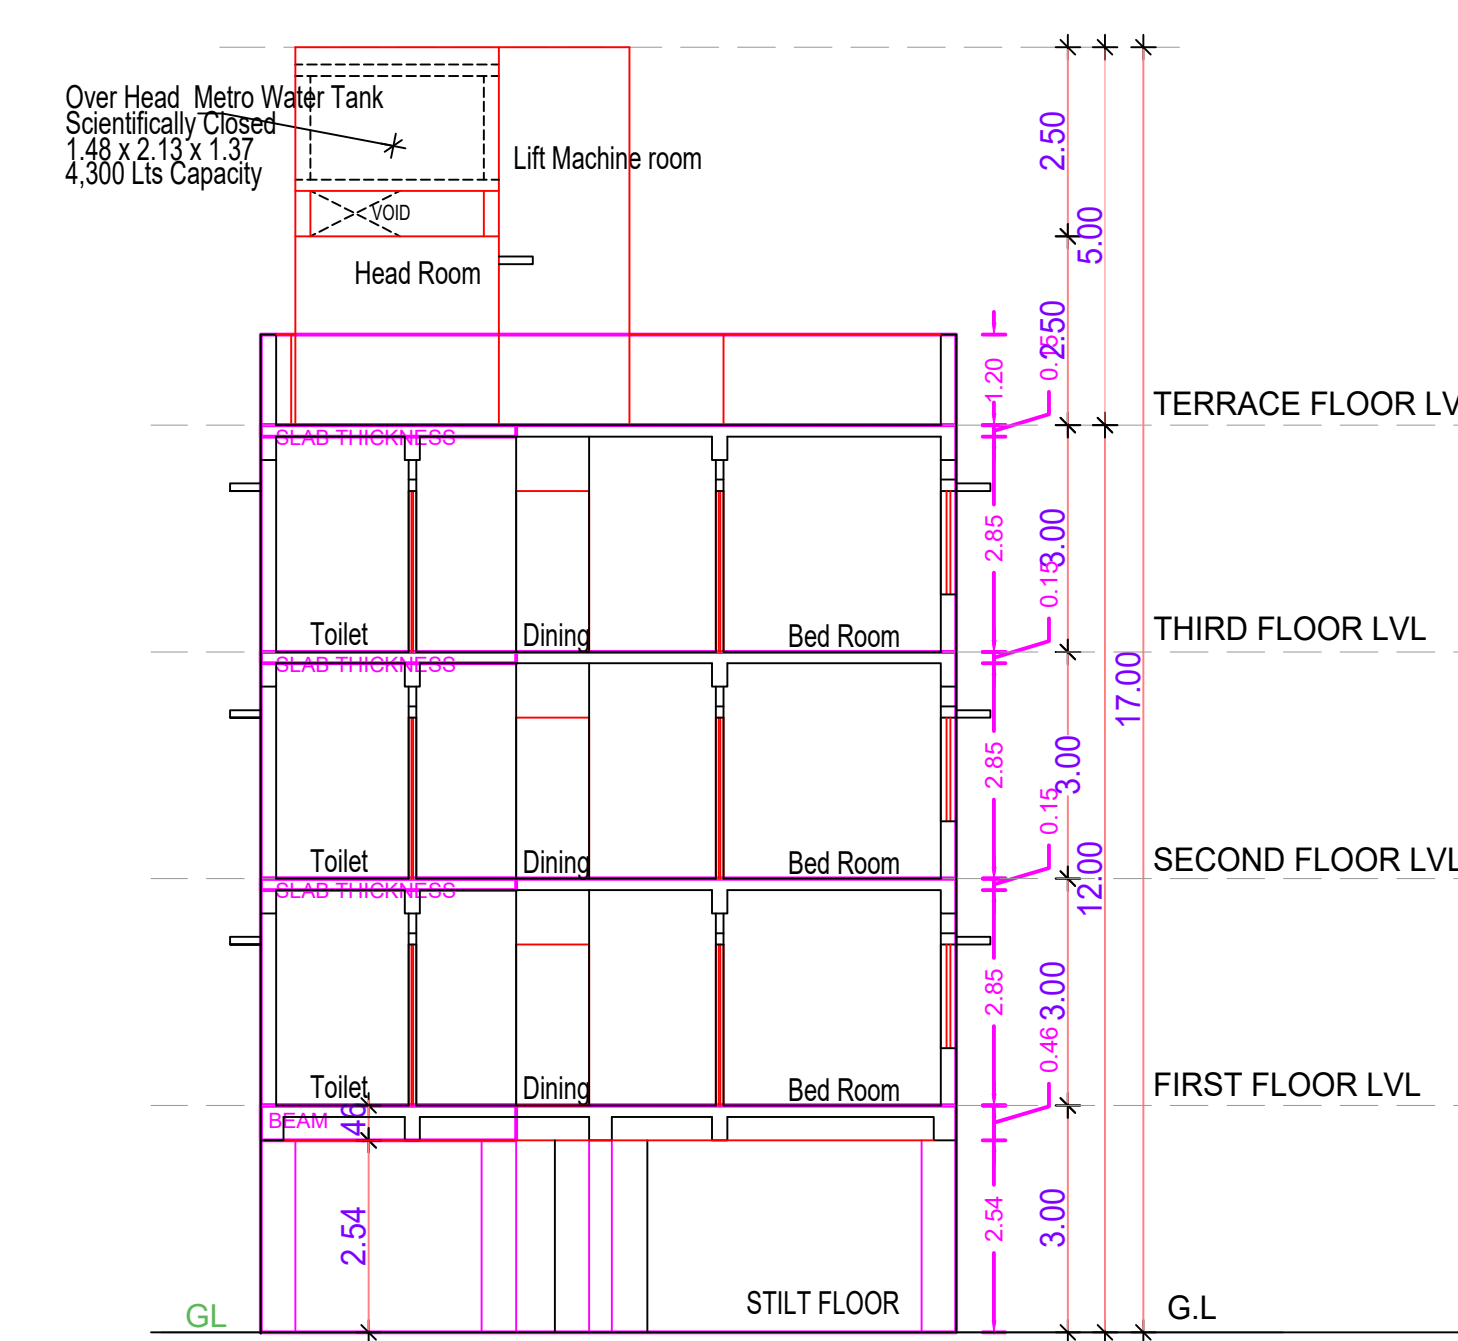 Over Head Metro Water Tank
Scientifically Closed
1.48 x 2.13 x 1.37
4,300 Lts Capacity
Lift Machine room
VOID
Head Room
2.50
5.00
2.50
1.20
0.15
TERRACE FLOOR LV
SLAB THICKNESS
2.85
3.00
0.15
Toilet
Dining
Bed Room
THIRD FLOOR LVL
SLAB THICKNESS
17.00
2.85
3.00
0.15
Toilet
Dining
Bed Room
12.00
SECOND FLOOR LVL
SLAB THICKNESS
2.85
3.00
0.46
Toilet
Dining
Bed Room
FIRST FLOOR LVL
BEAM
46
2.54
2.54
3.00
STILT FLOOR
GL
G.L